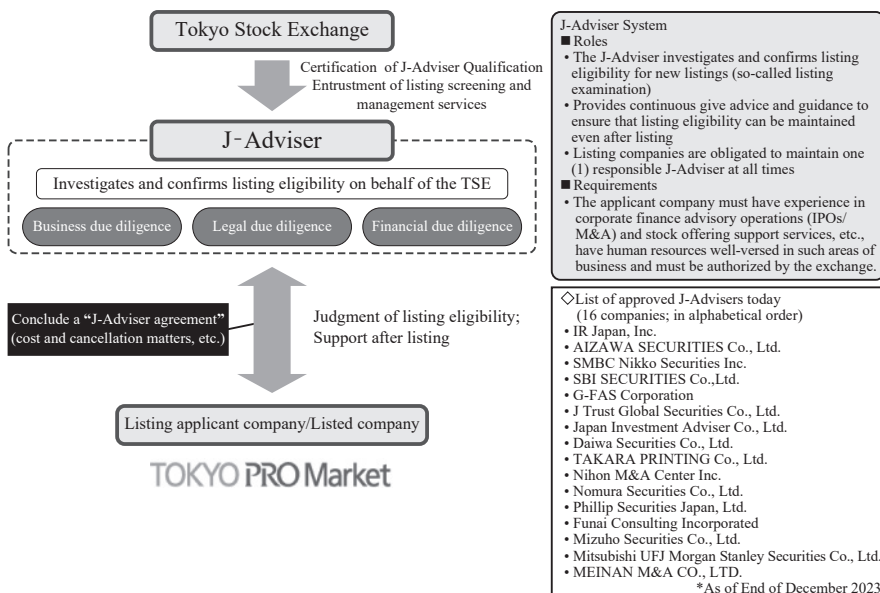 Tokyo Stock Exchange
Certification of J-Adviser Qualification
Entrustment of listing screening and
management services
J-Adviser
Investigates and confirms listing eligibility on behalf of the TSE
Business due diligence
Legal due diligence
Financial due diligence
Conclude a “J-Adviser agreement”
(cost and cancellation matters, etc.)
Judgment of listing eligibility;
Support after listing
Listing applicant company/Listed company
TOKYO PRO Market
J-Adviser System
■ Roles
• The J-Adviser investigates and confirms listing
eligibility for new listings (so-called listing
examination)
• Provides continuous give advice and guidance to
ensure that listing eligibility can be maintained
even after listing
• Listing companies are obligated to maintain one
(1) responsible J-Adviser at all times
■ Requirements
• The applicant company must have experience in
corporate finance advisory operations (IPOs/
M&A) and stock offering support services, etc.,
have human resources well-versed in such areas of
business and must be authorized by the exchange.
◇List of approved J-Advisers today
(16 companies; in alphabetical order)
• IR Japan, Inc.
• AIZAWA SECURITIES Co., Ltd.
• SMBC Nikko Securities Inc.
• SBI SECURITIES Co.,Ltd.
• G-FAS Corporation
• J Trust Global Securities Co., Ltd.
• Japan Investment Adviser Co., Ltd.
• Daiwa Securities Co., Ltd.
• TAKARA PRINTING Co., Ltd.
• Nihon M&A Center Inc.
• Nomura Securities Co., Ltd.
• Phillip Securities Japan, Ltd.
• Funai Consulting Incorporated
• Mizuho Securities Co., Ltd.
• Mitsubishi UFJ Morgan Stanley Securities Co., Ltd.
• MEINAN M&A CO., LTD.
*As of End of December 2023